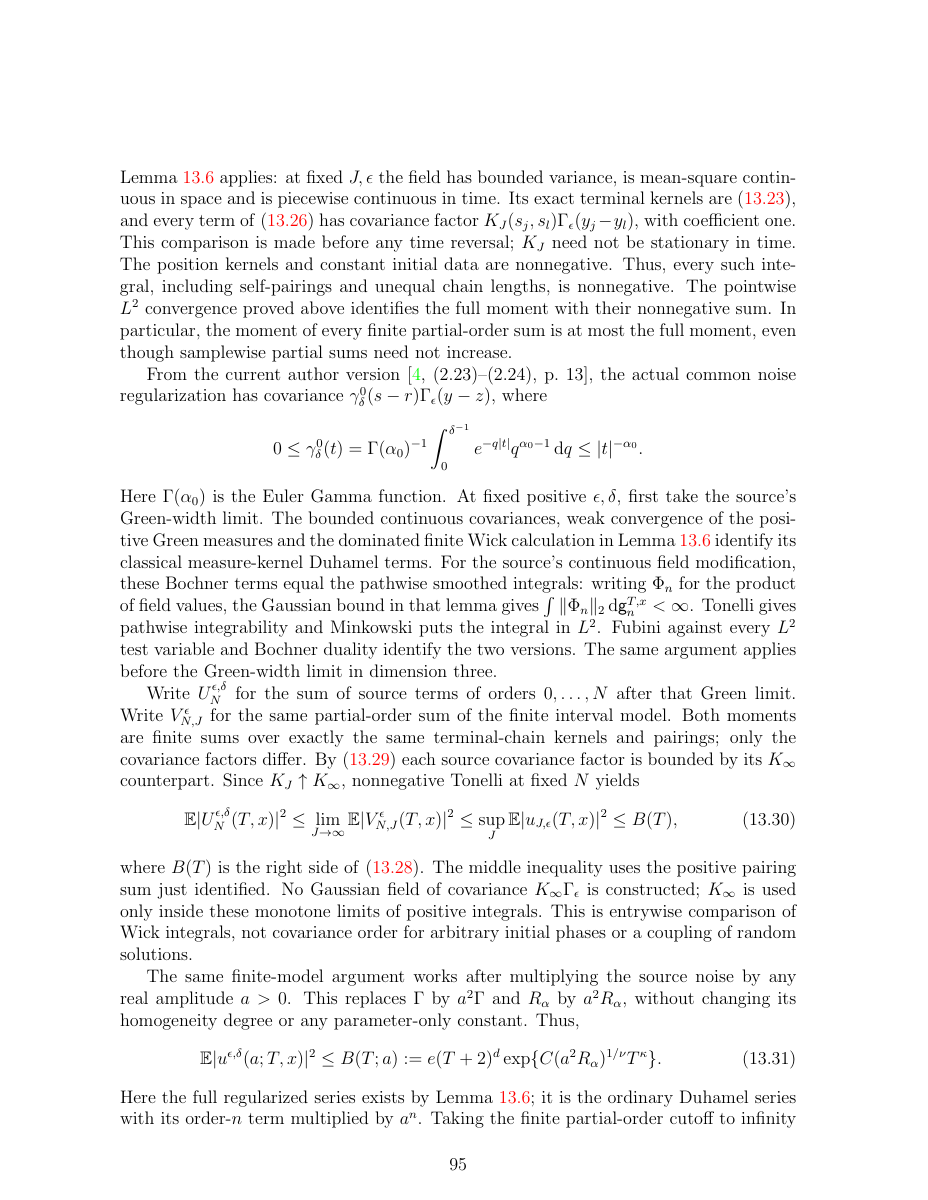 Lemma 13.6 applies: at fixed J, ϵ the field has bounded variance, is mean-square contin-
uous in space and is piecewise continuous in time. Its exact terminal kernels are (13.23),
and every term of (13.26) has covariance factor K_J(s_j, s_l)Γ_ϵ(y_j−y_l), with coefficient one.
This comparison is made before any time reversal; K_J need not be stationary in time.
The position kernels and constant initial data are nonnegative. Thus, every such inte-
gral, including self-pairings and unequal chain lengths, is nonnegative. The pointwise
L² convergence proved above identifies the full moment with their nonnegative sum. In
particular, the moment of every finite partial-order sum is at most the full moment, even
though samplewise partial sums need not increase.
From the current author version [4, (2.23)–(2.24), p. 13], the actual common noise
regularization has covariance γ_δ^0(s − r)Γ_ϵ(y − z), where
0 ≤ γ_δ^0(t) = Γ(α_0)^{−1} ∫_0^{δ^{−1}} e^{−q|t|} q^{α_0−1} dq ≤ |t|^{−α_0}.
Here Γ(α_0) is the Euler Gamma function. At fixed positive ϵ, δ, first take the source's
Green-width limit. The bounded continuous covariances, weak convergence of the posi-
tive Green measures and the dominated finite Wick calculation in Lemma 13.6 identify its
classical measure-kernel Duhamel terms. For the source's continuous field modification,
these Bochner terms equal the pathwise smoothed integrals: writing Φ_n for the product
of field values, the Gaussian bound in that lemma gives ∫ ‖Φ_n‖_2 dg_n^{T,x} < ∞. Tonelli gives
pathwise integrability and Minkowski puts the integral in L². Fubini against every L²
test variable and Bochner duality identify the two versions. The same argument applies
before the Green-width limit in dimension three.
Write U_N^{ϵ,δ} for the sum of source terms of orders 0, . . . , N after that Green limit.
Write V_{N,J}^ϵ for the same partial-order sum of the finite interval model. Both moments
are finite sums over exactly the same terminal-chain kernels and pairings; only the
covariance factors differ. By (13.29) each source covariance factor is bounded by its K_∞
counterpart. Since K_J ↑ K_∞, nonnegative Tonelli at fixed N yields
𝔼|U_N^{ϵ,δ}(T, x)|² ≤ lim_{J→∞} 𝔼|V_{N,J}^ϵ(T, x)|² ≤ sup_J 𝔼|u_{J,ϵ}(T, x)|² ≤ B(T), (13.30)
where B(T) is the right side of (13.28). The middle inequality uses the positive pairing
sum just identified. No Gaussian field of covariance K_∞Γ_ϵ is constructed; K_∞ is used
only inside these monotone limits of positive integrals. This is entrywise comparison of
Wick integrals, not covariance order for arbitrary initial phases or a coupling of random
solutions.
The same finite-model argument works after multiplying the source noise by any
real amplitude a > 0. This replaces Γ by a²Γ and R_α by a²R_α, without changing its
homogeneity degree or any parameter-only constant. Thus,
𝔼|u^{ϵ,δ}(a; T, x)|² ≤ B(T; a) := e(T + 2)^d exp{C(a²R_α)^{1/ν}T^κ}. (13.31)
Here the full regularized series exists by Lemma 13.6; it is the ordinary Duhamel series
with its order-n term multiplied by a^n. Taking the finite partial-order cutoff to infinity
95